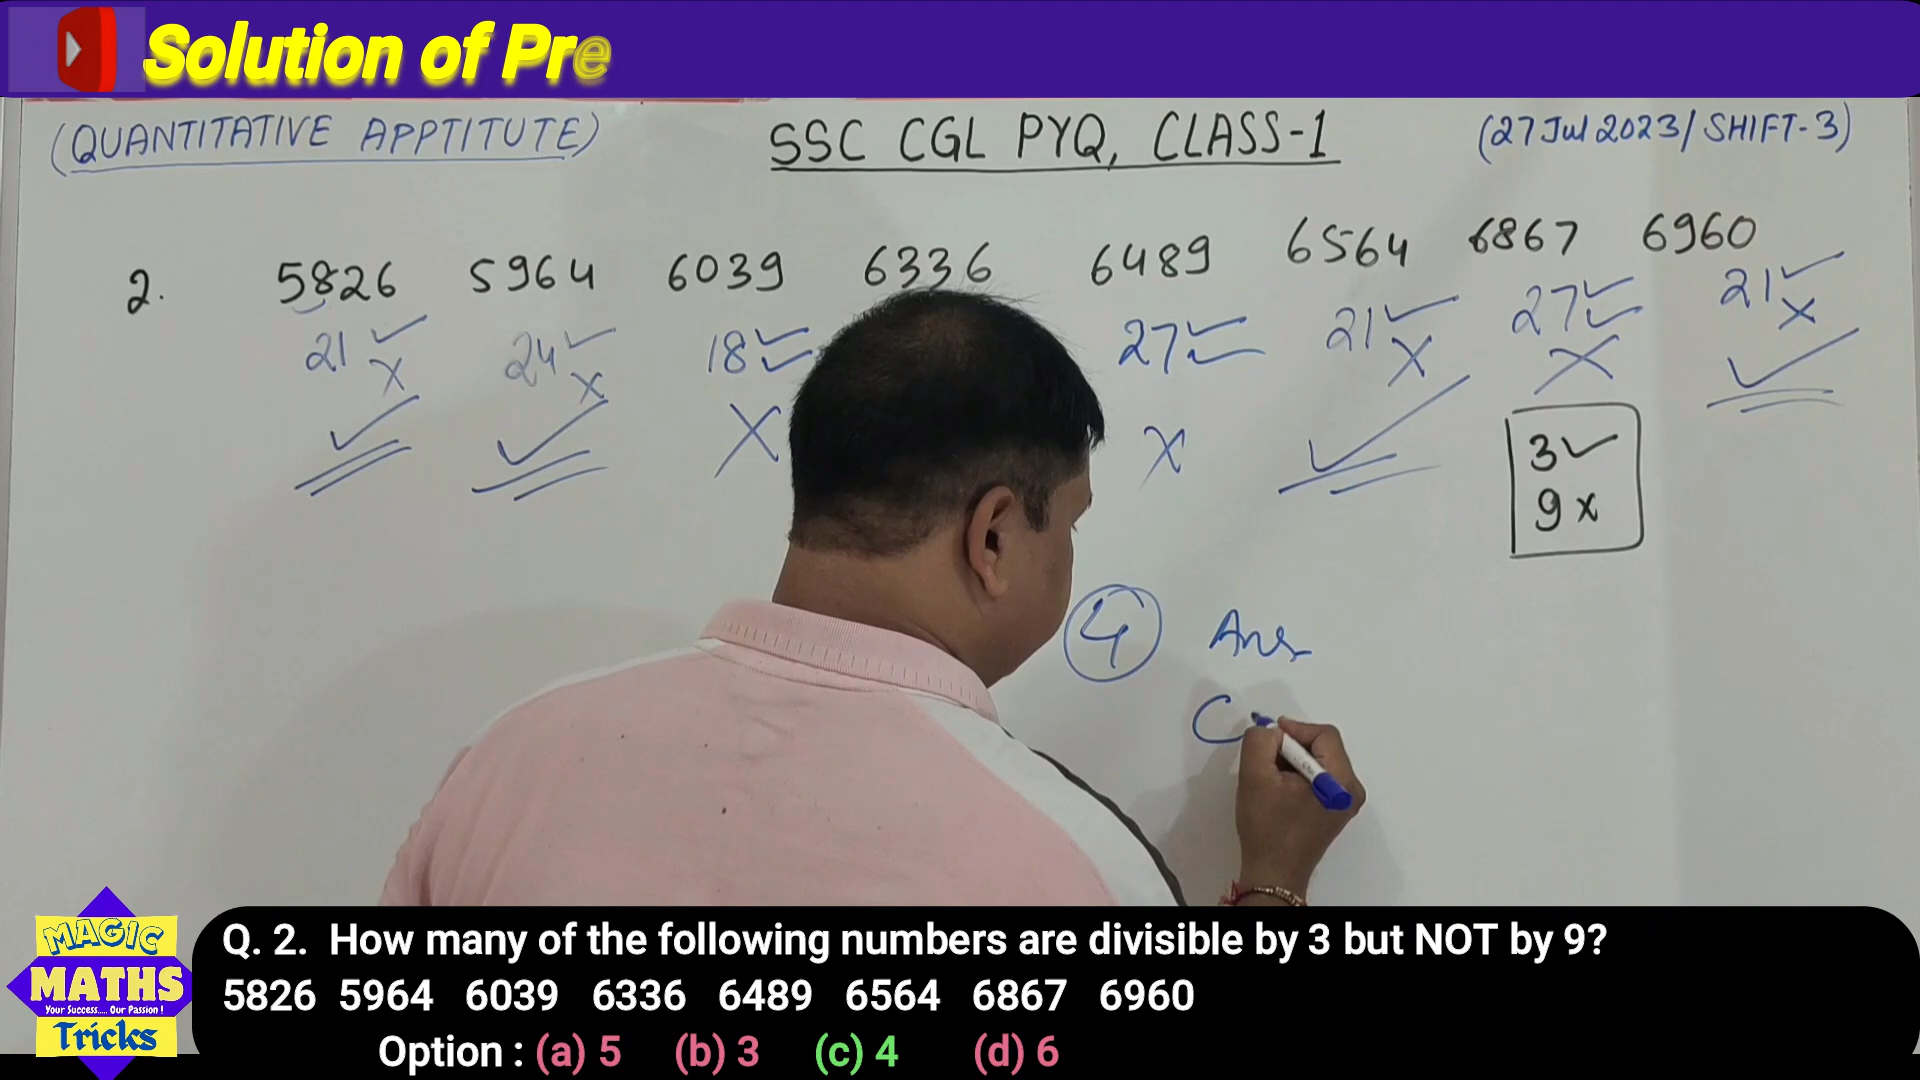 Solution of Pre
(QUANTITATIVE APPTITUTE) SSC CGL PYQ, CLASS-1 (27 Jul 2023/ SHIFT-3)
2. 5826 5964 6039 6336 6489 6564 6867 6960
21 ✓ 24 ✓ 18 ✓ 27 ✓ 21 ✓ 27 ✓ 21 ✓
x x ✓ ✓ x ✓ x
✓ ✓ X x ✓ X ✓
3 ✓
9 x
4 Ans
C
MAGIC
MATHS
Your Success..... Our Passion !
Tricks
Q. 2. How many of the following numbers are divisible by 3 but NOT by 9?
5826 5964 6039 6336 6489 6564 6867 6960
Option : (a) 5 (b) 3 (c) 4 (d) 6